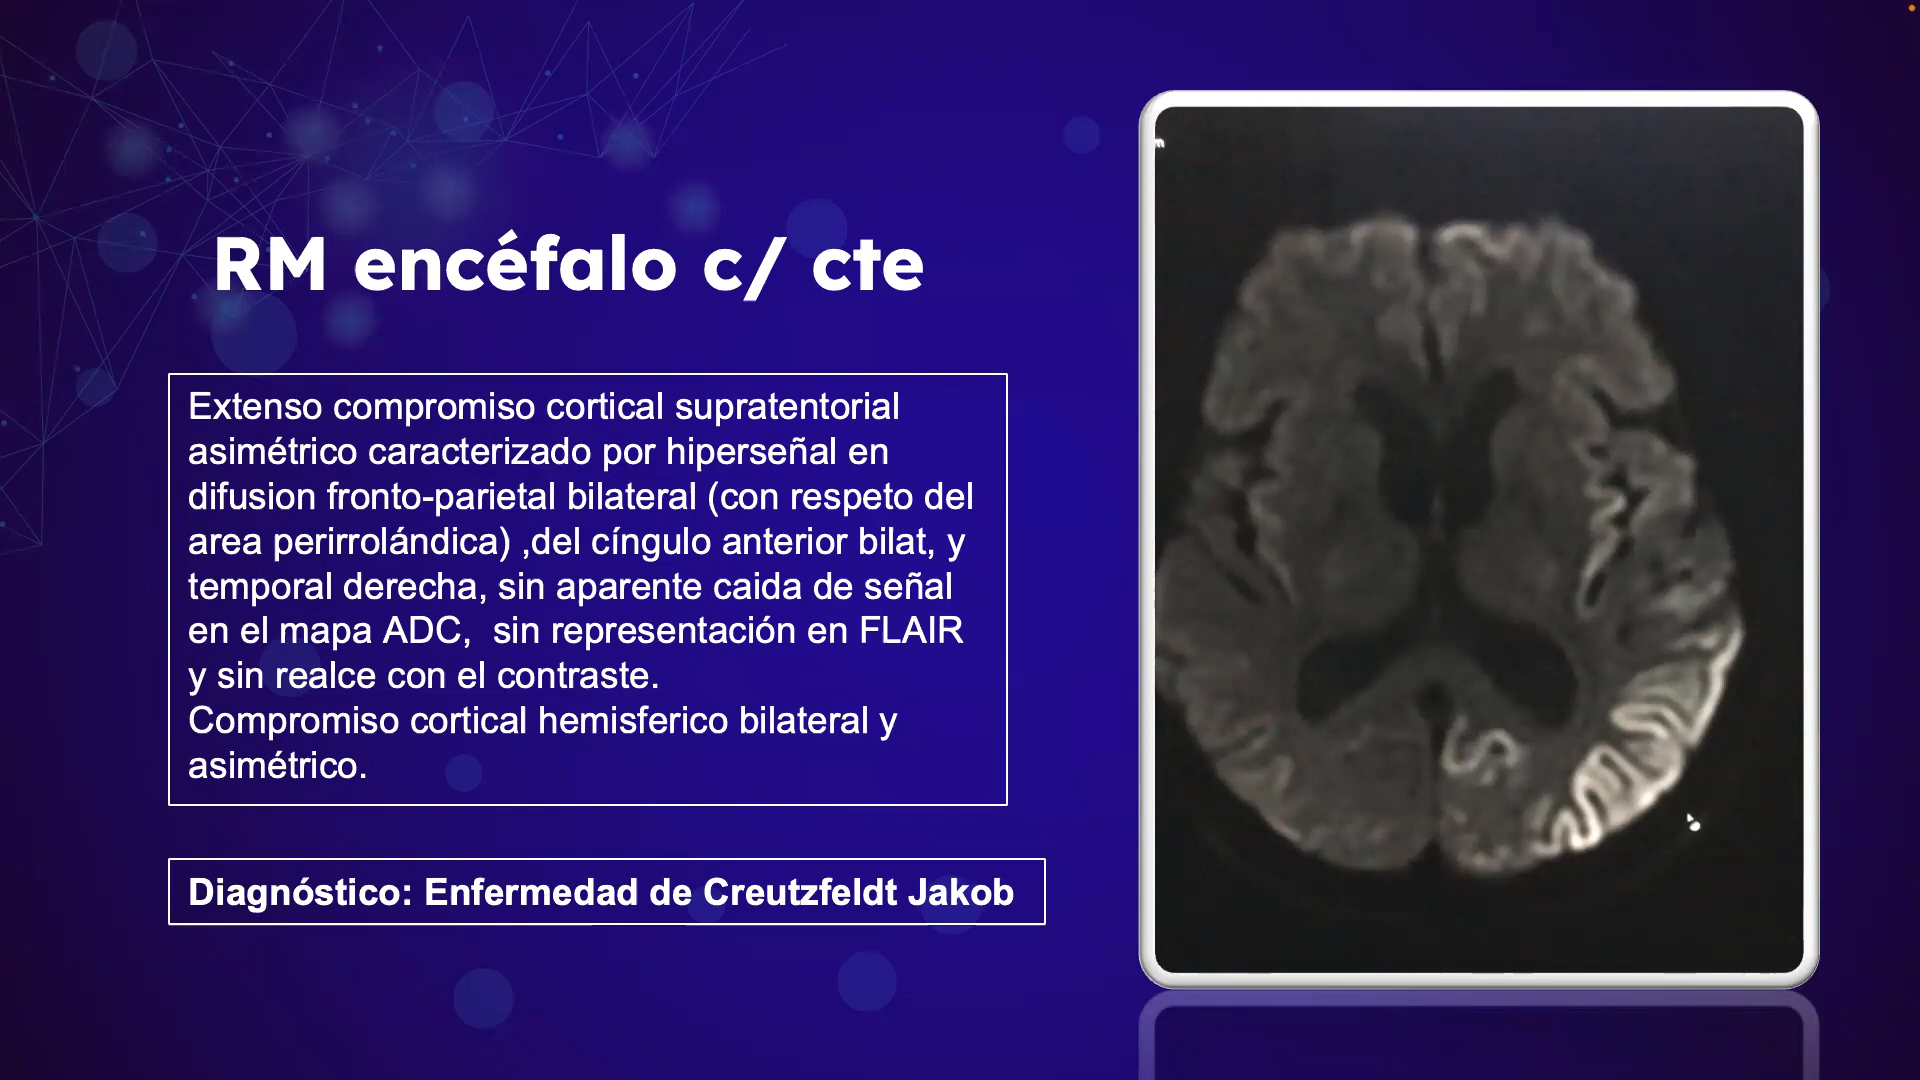 RM encéfalo c/ cte
Extenso compromiso cortical supratentorial
asimétrico caracterizado por hiperseñal en
difusion fronto-parietal bilateral (con respeto del
area perirrolándica) ,del cíngulo anterior bilat, y
temporal derecha, sin aparente caida de señal
en el mapa ADC, sin representación en FLAIR
y sin realce con el contraste.
Compromiso cortical hemisferico bilateral y
asimétrico.
Diagnóstico: Enfermedad de Creutzfeldt Jakob